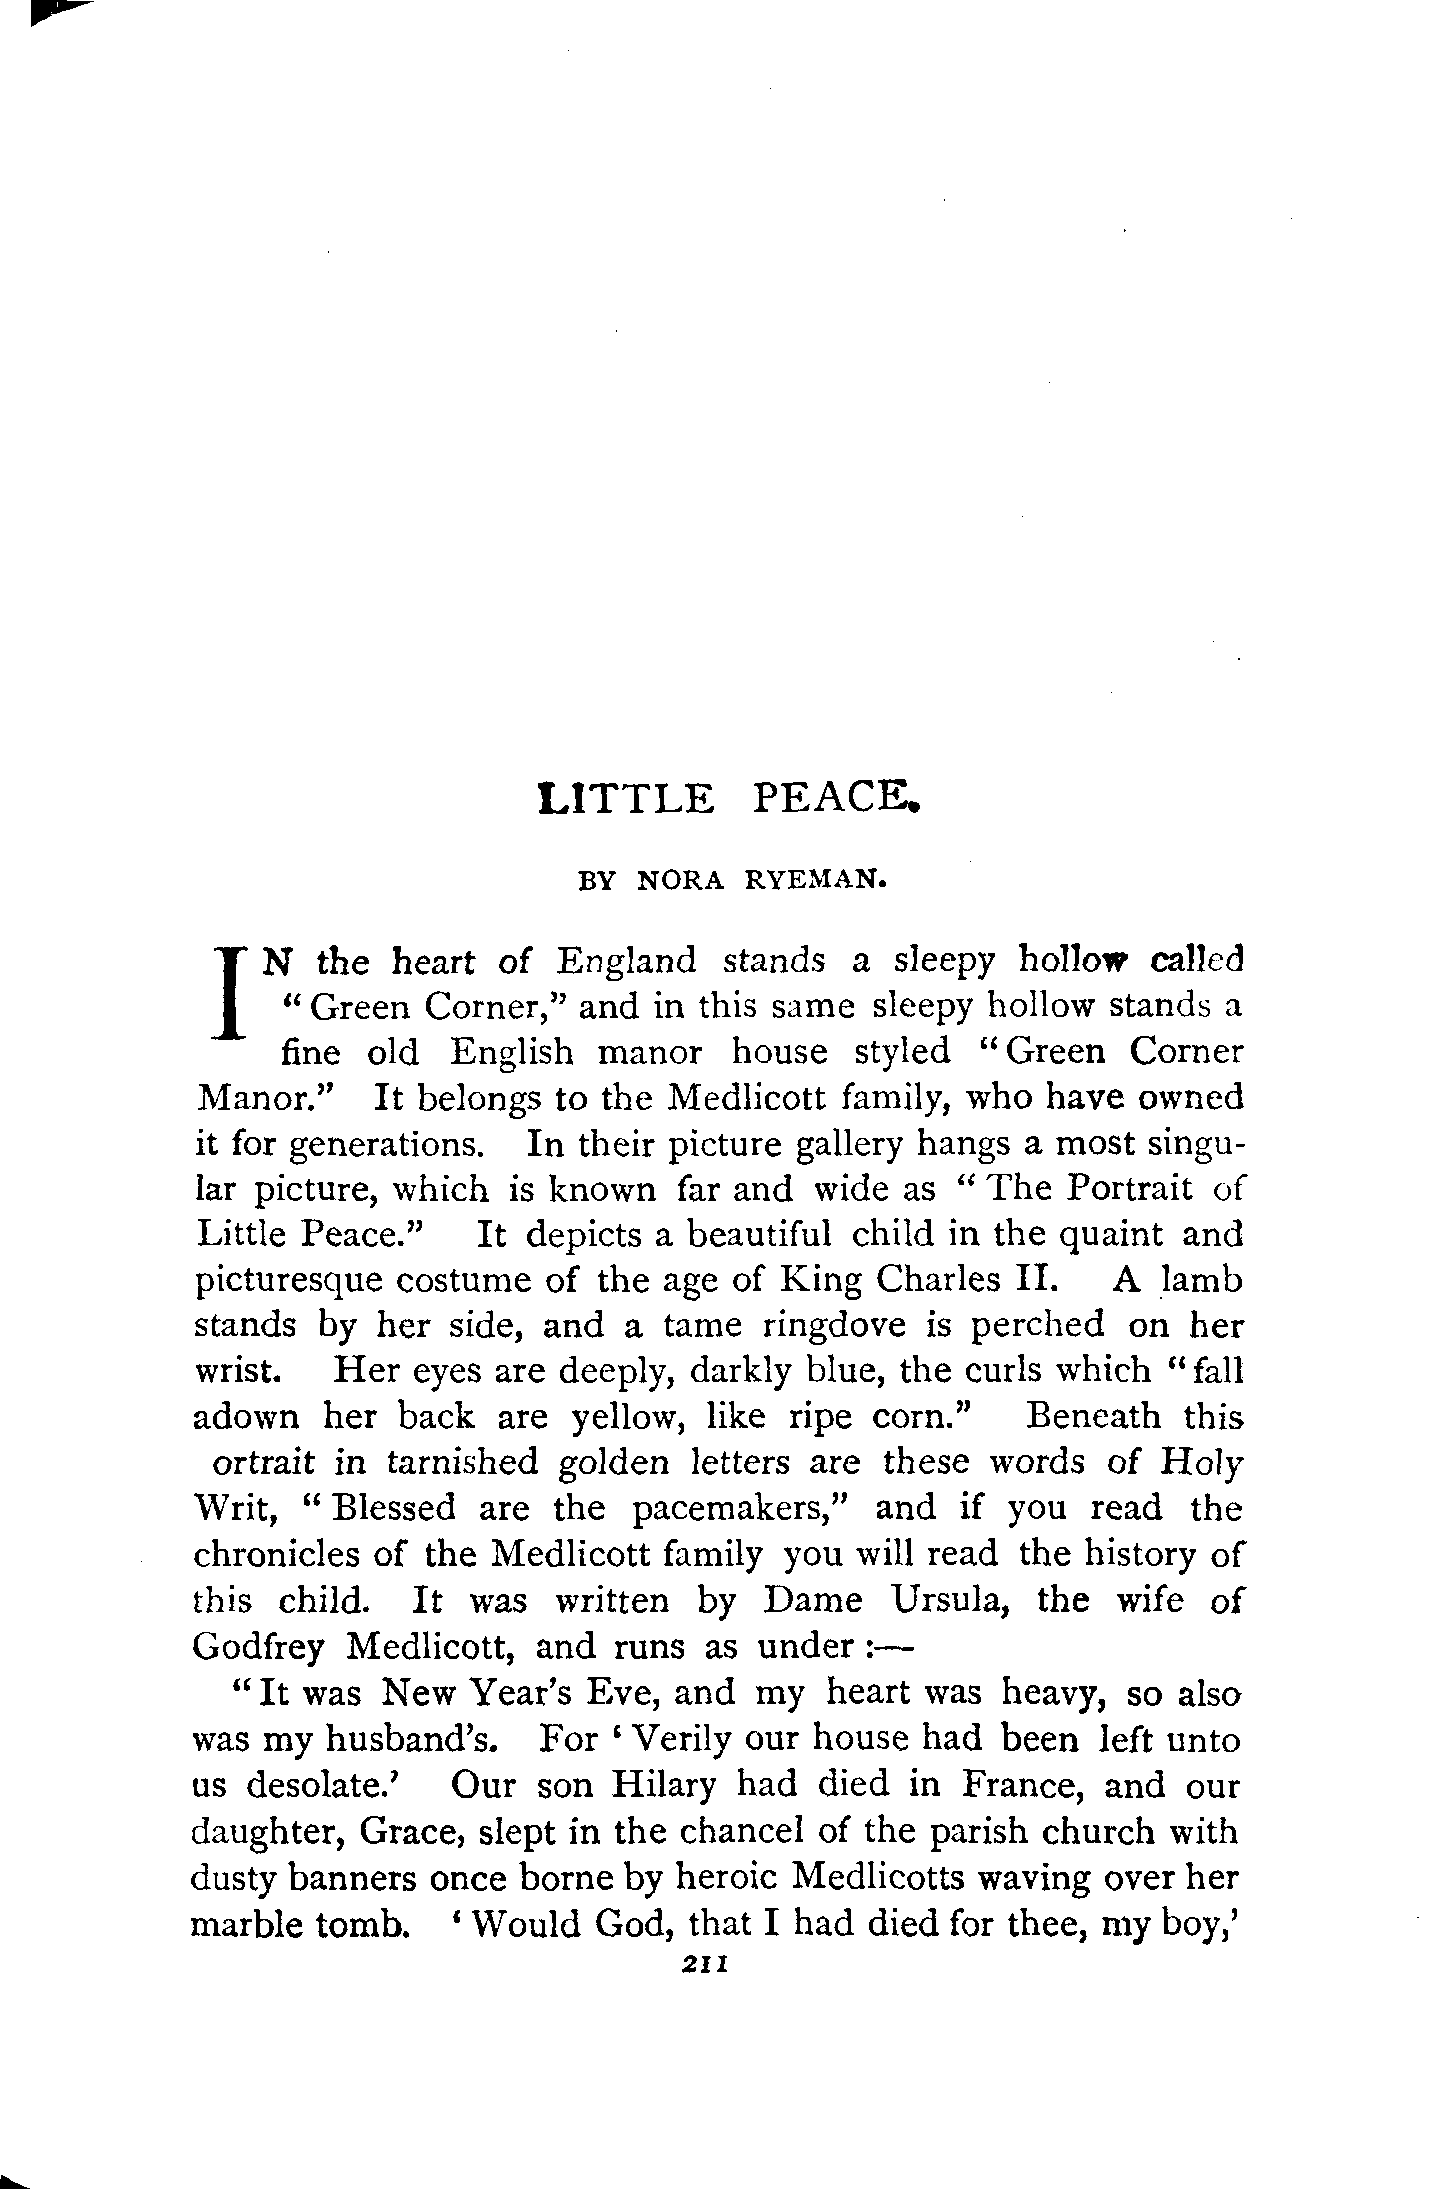 LITTLE PEACE.
BY NORA RYEMAN.
IN the heart of England stands a sleepy hollow called
"Green Corner," and in this same sleepy hollow stands a
fine old English manor house styled "Green Corner
Manor." It belongs to the Medlicott family, who have owned
it for generations. In their picture gallery hangs a most singu-
lar picture, which is known far and wide as "The Portrait of
Little Peace." It depicts a beautiful child in the quaint and
picturesque costume of the age of King Charles II. A lamb
stands by her side, and a tame ringdove is perched on her
wrist. Her eyes are deeply, darkly blue, the curls which "fall
adown her back are yellow, like ripe corn." Beneath this
ortrait in tarnished golden letters are these words of Holy
Writ, "Blessed are the pacemakers," and if you read the
chronicles of the Medlicott family you will read the history of
this child. It was written by Dame Ursula, the wife of
Godfrey Medlicott, and runs as under :—
"It was New Year's Eve, and my heart was heavy, so also
was my husband's. For 'Verily our house had been left unto
us desolate.' Our son Hilary had died in France, and our
daughter, Grace, slept in the chancel of the parish church with
dusty banners once borne by heroic Medlicotts waving over her
marble tomb. 'Would God, that I had died for thee, my boy,'
211